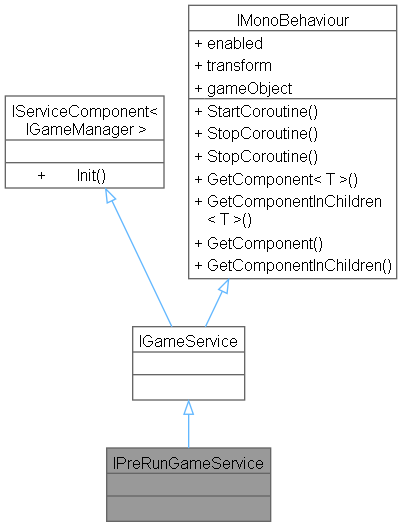 IMonoBehaviour
+ enabled
+ transform
+ gameObject
+ StartCoroutine()
+ StopCoroutine()
+ StopCoroutine()
+ GetComponent< T >()
+ GetComponentInChildren
< T >()
+ GetComponent()
+ GetComponentInChildren()
IServiceComponent<
IGameManager >
+ Init()
IGameService
IPreRunGameService